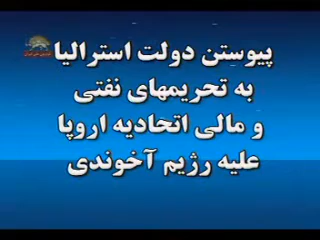 پیوستن دولت استرالیا
به تحریمهای نفتی
و مالی اتحادیه اروپا
علیه رژیم آخوندی